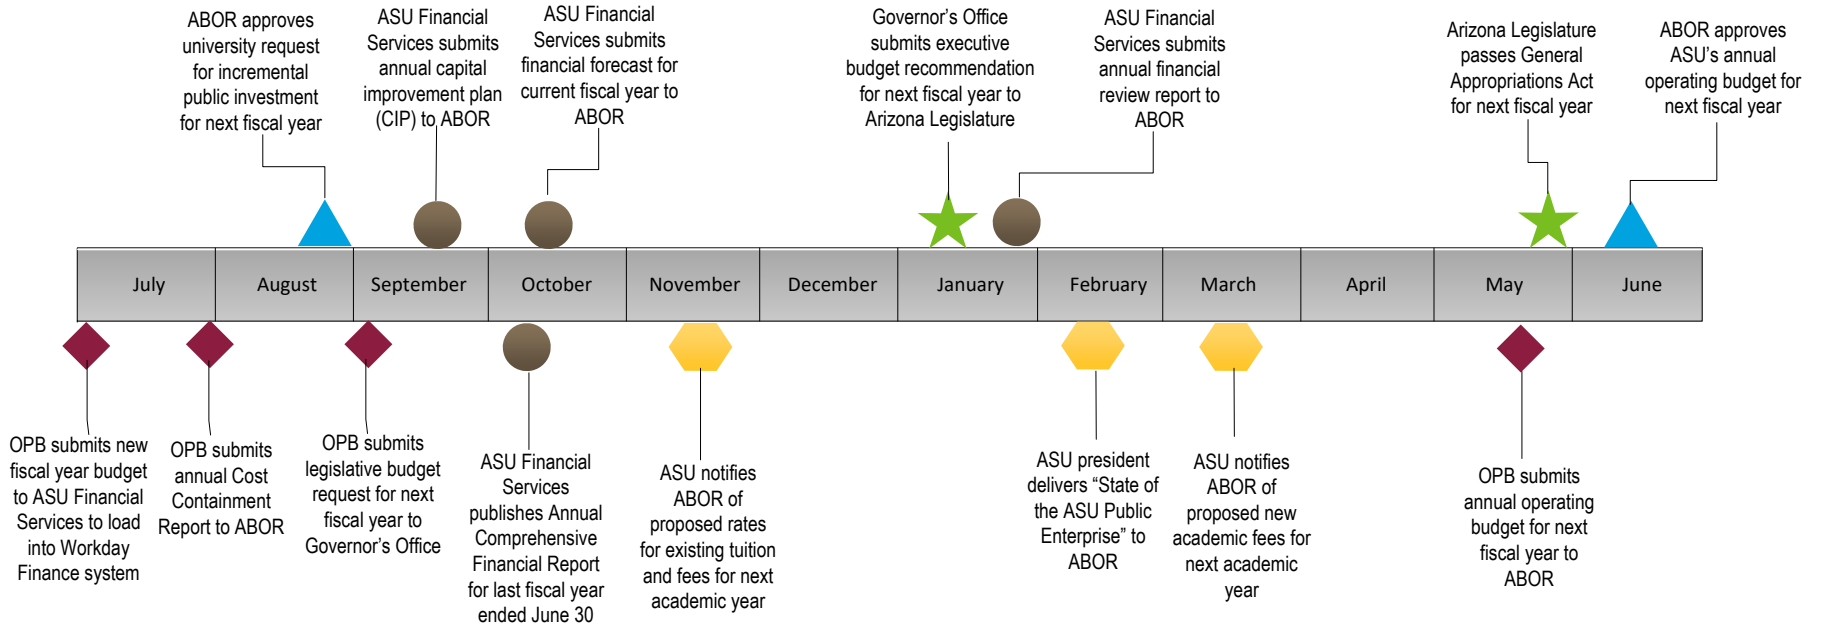 ABOR approves
university request
for incremental
public investment
for next fiscal year
ASU Financial
Services submits
annual capital
improvement plan
(CIP) to ABOR
ASU Financial
Services submits
financial forecast for
current fiscal year to
ABOR
Governor’s Office
submits executive
budget recommendation
for next fiscal year to
Arizona Legislature
ASU Financial
Services submits
annual financial
review report to
ABOR
Arizona Legislature
passes General
Appropriations Act
for next fiscal year
ABOR approves
ASU’s annual
operating budget for
next fiscal year
July
August
September
October
November
December
January
February
March
April
May
June
OPB submits new
fiscal year budget
to ASU Financial
Services to load
into Workday
Finance system
OPB submits
annual Cost
Containment
Report to ABOR
OPB submits
legislative budget
request for next
fiscal year to
Governor’s Office
ASU Financial
Services
publishes Annual
Comprehensive
Financial Report
for last fiscal year
ended June 30
ASU notifies
ABOR of
proposed rates
for existing tuition
and fees for next
academic year
ASU president
delivers “State of
the ASU Public
Enterprise” to
ABOR
ASU notifies
ABOR of
proposed new
academic fees for
next academic
year
OPB submits
annual operating
budget for next
fiscal year to
ABOR